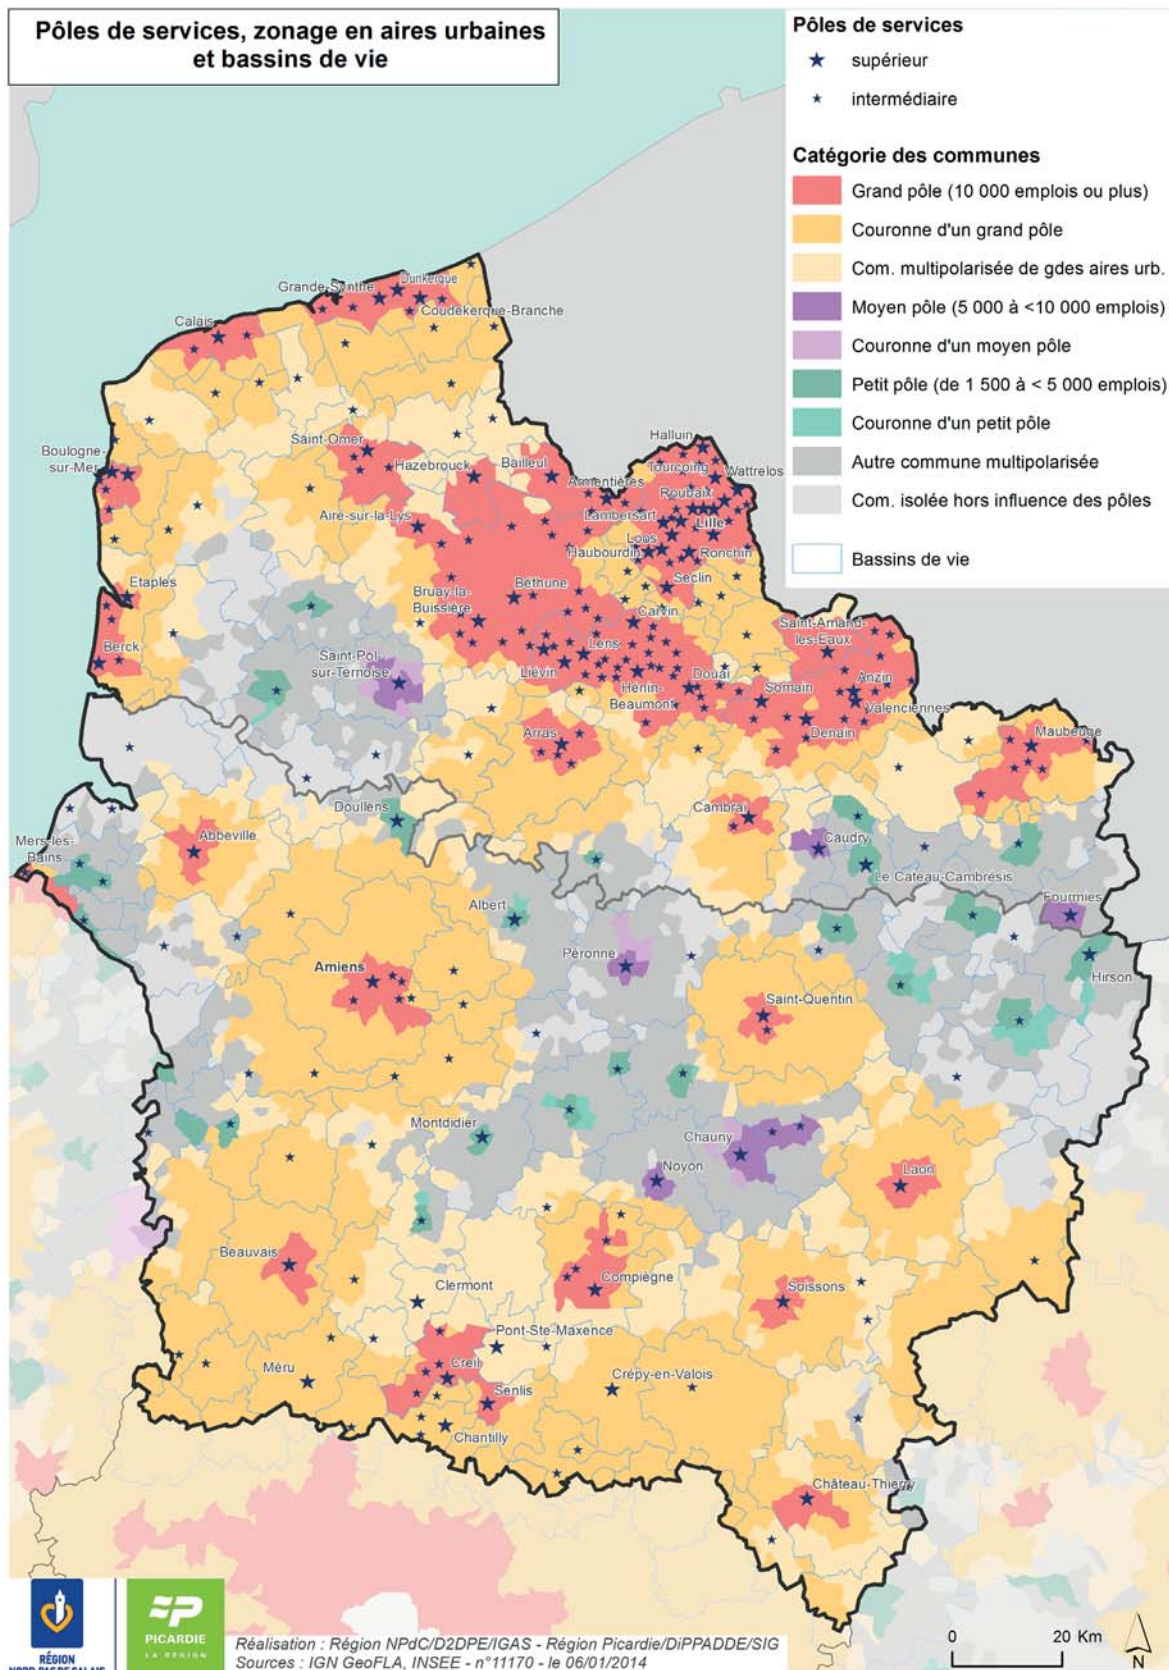 Pôles de services, zonage en aires urbaines
et bassins de vie
Pôles de services
supérieur
intermédiaire
Catégorie des communes
Grand pôle (10 000 emplois ou plus)
Couronne d'un grand pôle
Com. multipolarisée de gdes aires urb.
Moyen pôle (5 000 à <10 000 emplois)
Couronne d'un moyen pôle
Petit pôle (de 1 500 à < 5 000 emplois)
Couronne d'un petit pôle
Autre commune multipolarisée
Com. isolée hors influence des pôles
Bassins de vie
Dunkerque
Grande-Synthe
Coudekerque-Branche
Calais
Saint-Omer
Halluin
Boulogne-
sur-Mer
Hazebrouck
Bailleul
Tourcoing
Wattrelos
Armentières
Roubaix
Aire-sur-la-Lys
Lambersart
Lille
Loos
Haubourdin
Ronchin
Etaples
Béthune
Seclin
Bruay-la-
Buissière
Carvin
Saint-Amand-
les-Eaux
Berck
Saint-Pol-
sur-Ternoise
Lens
Liévin
Douai
Anzin
Hénin-
Beaumont
Somain
Valenciennes
Arras
Denain
Maubeuge
Doullens
Cambrai
Abbeville
Mers-les-
Bains
Caudry
Le Cateau-Cambrésis
Albert
Fourmies
Péronne
Amiens
Hirson
Saint-Quentin
Montdidier
Chauny
Noyon
Laon
Beauvais
Compiègne
Clermont
Soissons
Pont-Ste-Maxence
Creil
Méru
Crépy-en-Valois
Senlis
Chantilly
Château-Thierry
RÉGION
NORD-PAS DE CALAIS
PICARDIE
LA RÉGION
Réalisation : Région NPdC/D2DPE/IGAS - Région Picardie/DiPPADDE/SIG
Sources : IGN GeoFLA, INSEE - n°11170 - le 06/01/2014
0 20 Km
N